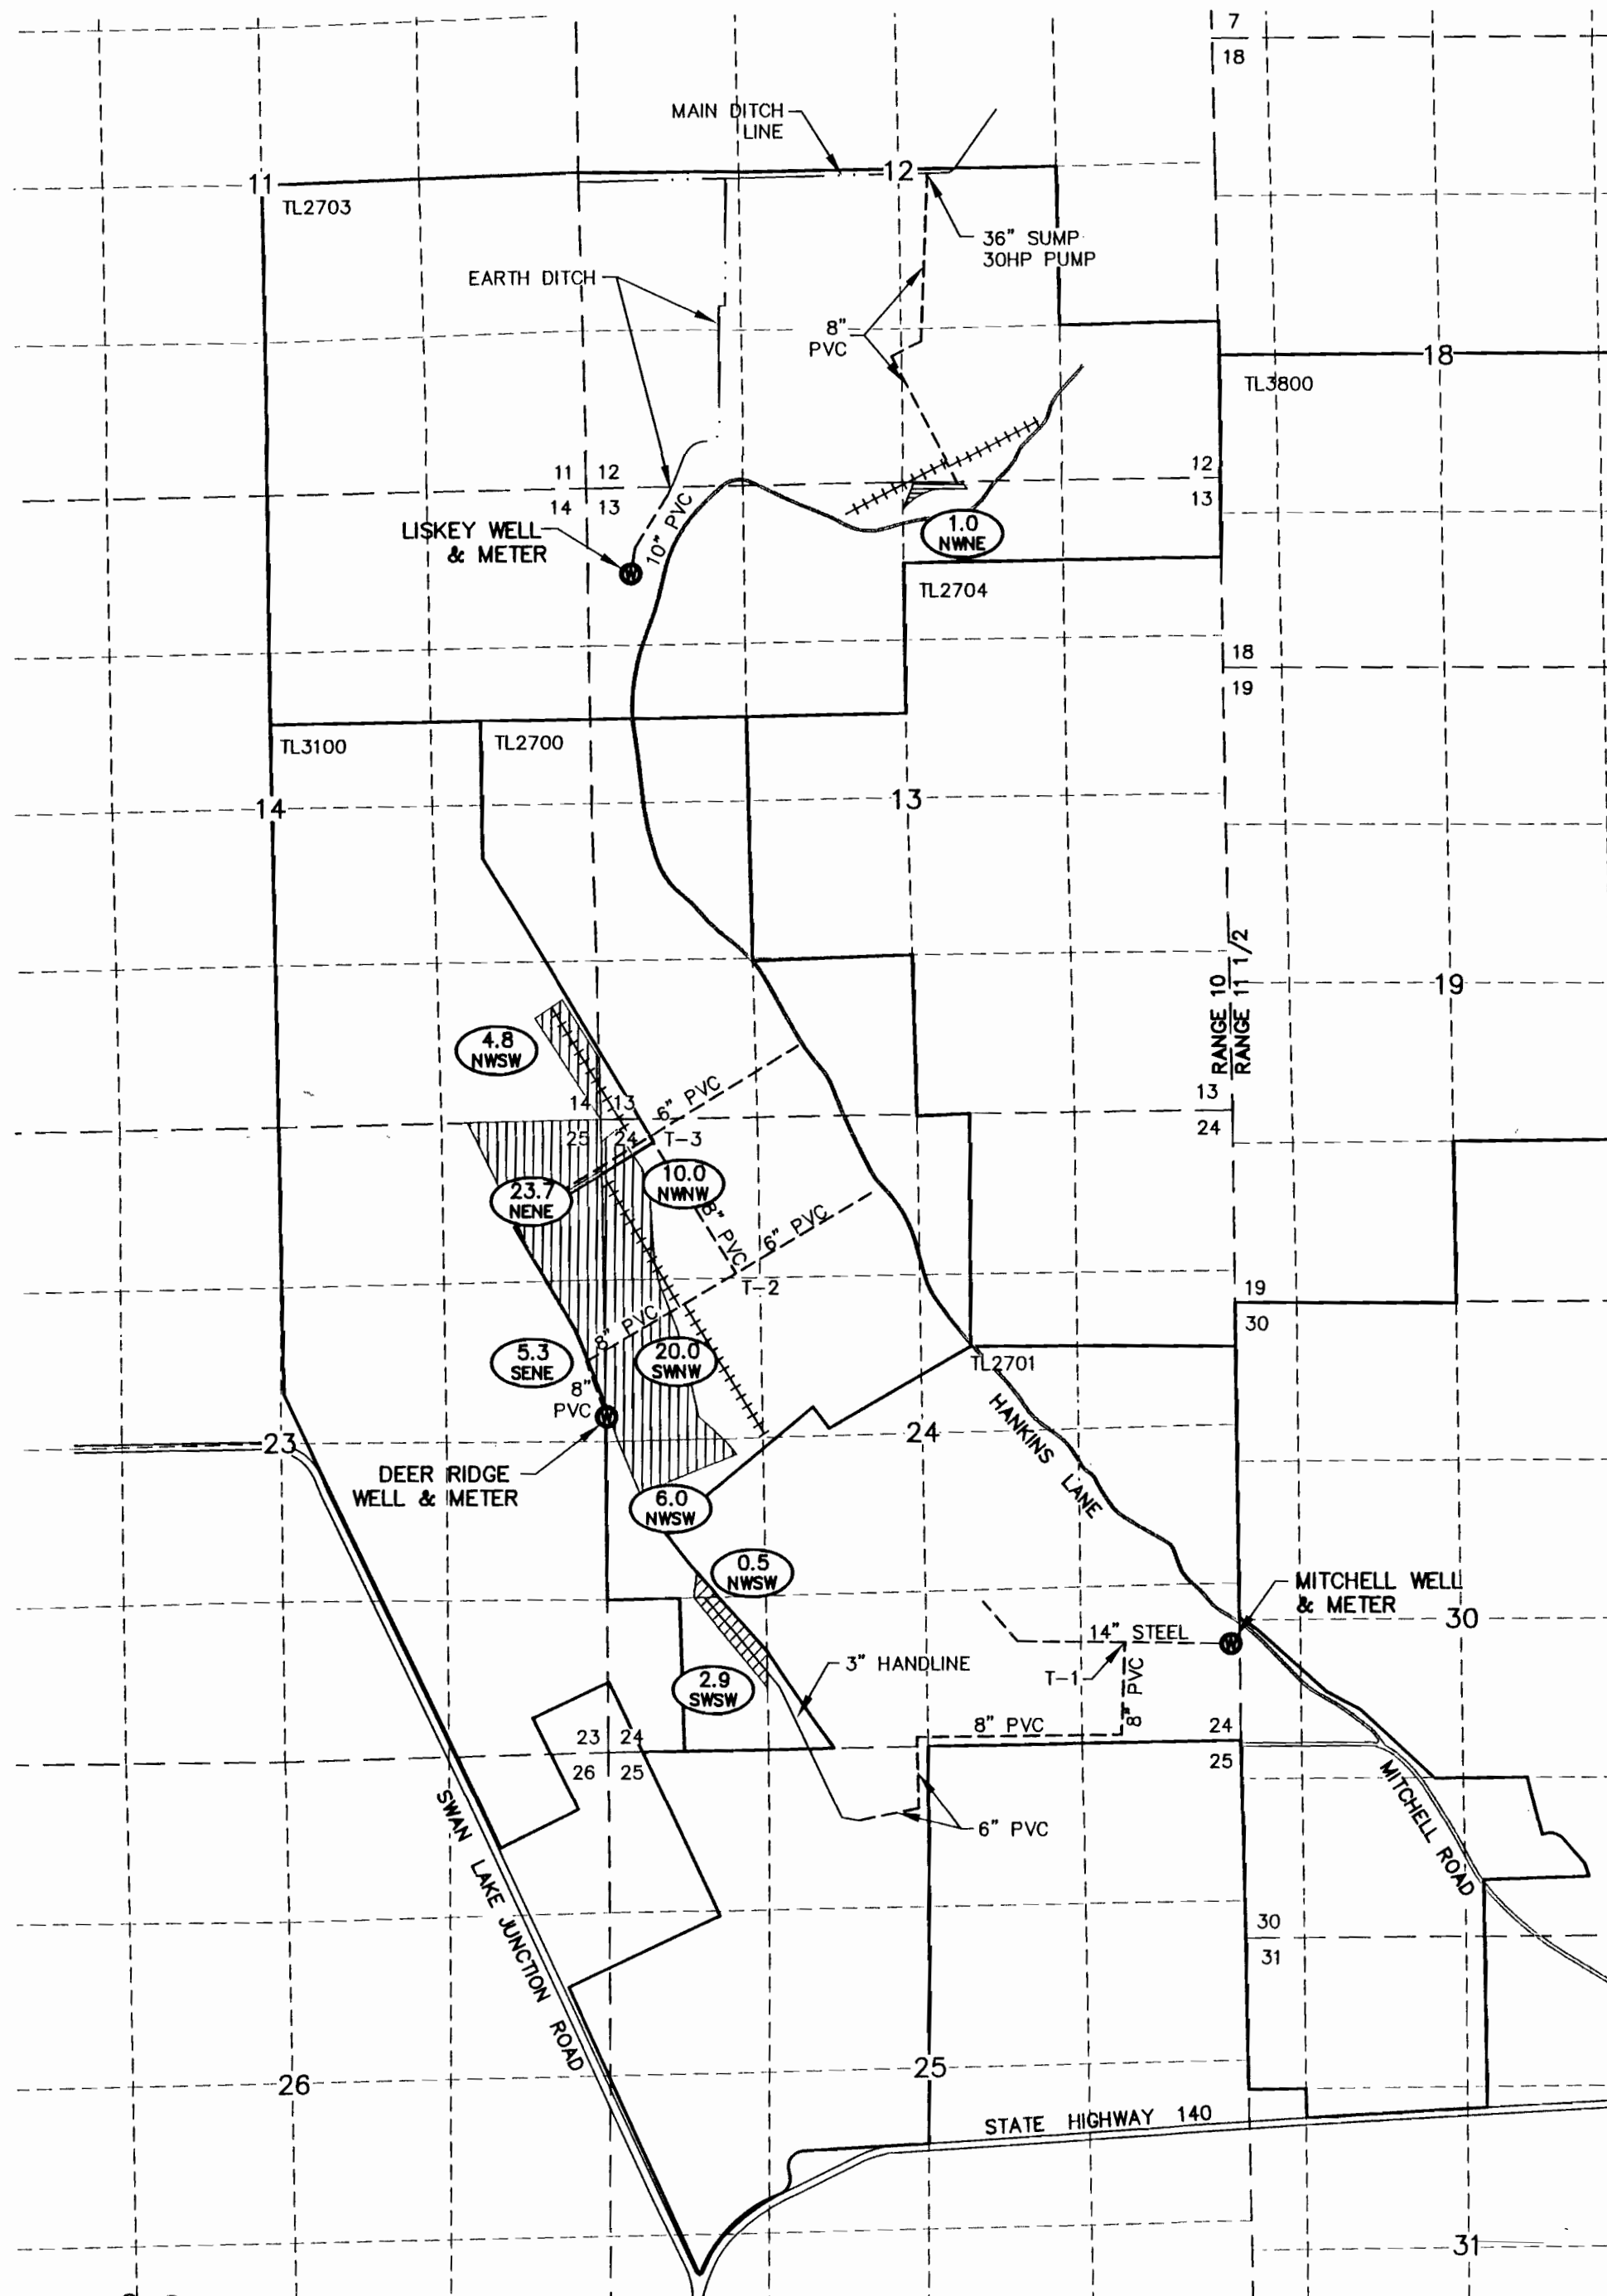 7
18
MAIN DITCH
LINE
11
12
TL2703
36" SUMP
30HP PUMP
EARTH DITCH
8"
PVC
18
TL3800
11 12
14 13
12
13
10" PVC
LISKEY WELL
& METER
1.0
NWNE
TL2704
18
19
TL3100
TL2700
14
13
RANGE 10
RANGE 11 1/2
19
4.8
NWSW
14 13
25 24
6" PVC
T-3
13
24
23.7
NENE
10.0
NWNW
8" PVC
6" PVC
T-2
19
30
8" PVC
5.3
SENE
20.0
SWNW
8"
PVC
TL2701
23
24
HANKINS LANE
DEER RIDGE
WELL & METER
6.0
NWSW
0.5
NWSW
MITCHELL WELL
& METER
30
14" STEEL
3" HANDLINE
T-1
8" PVC
2.9
SWSW
8" PVC
23 24
26 25
24
25
6" PVC
MITCHELL ROAD
SWAN LAKE JUNCTION ROAD
30
31
26
25
STATE HIGHWAY 140
31